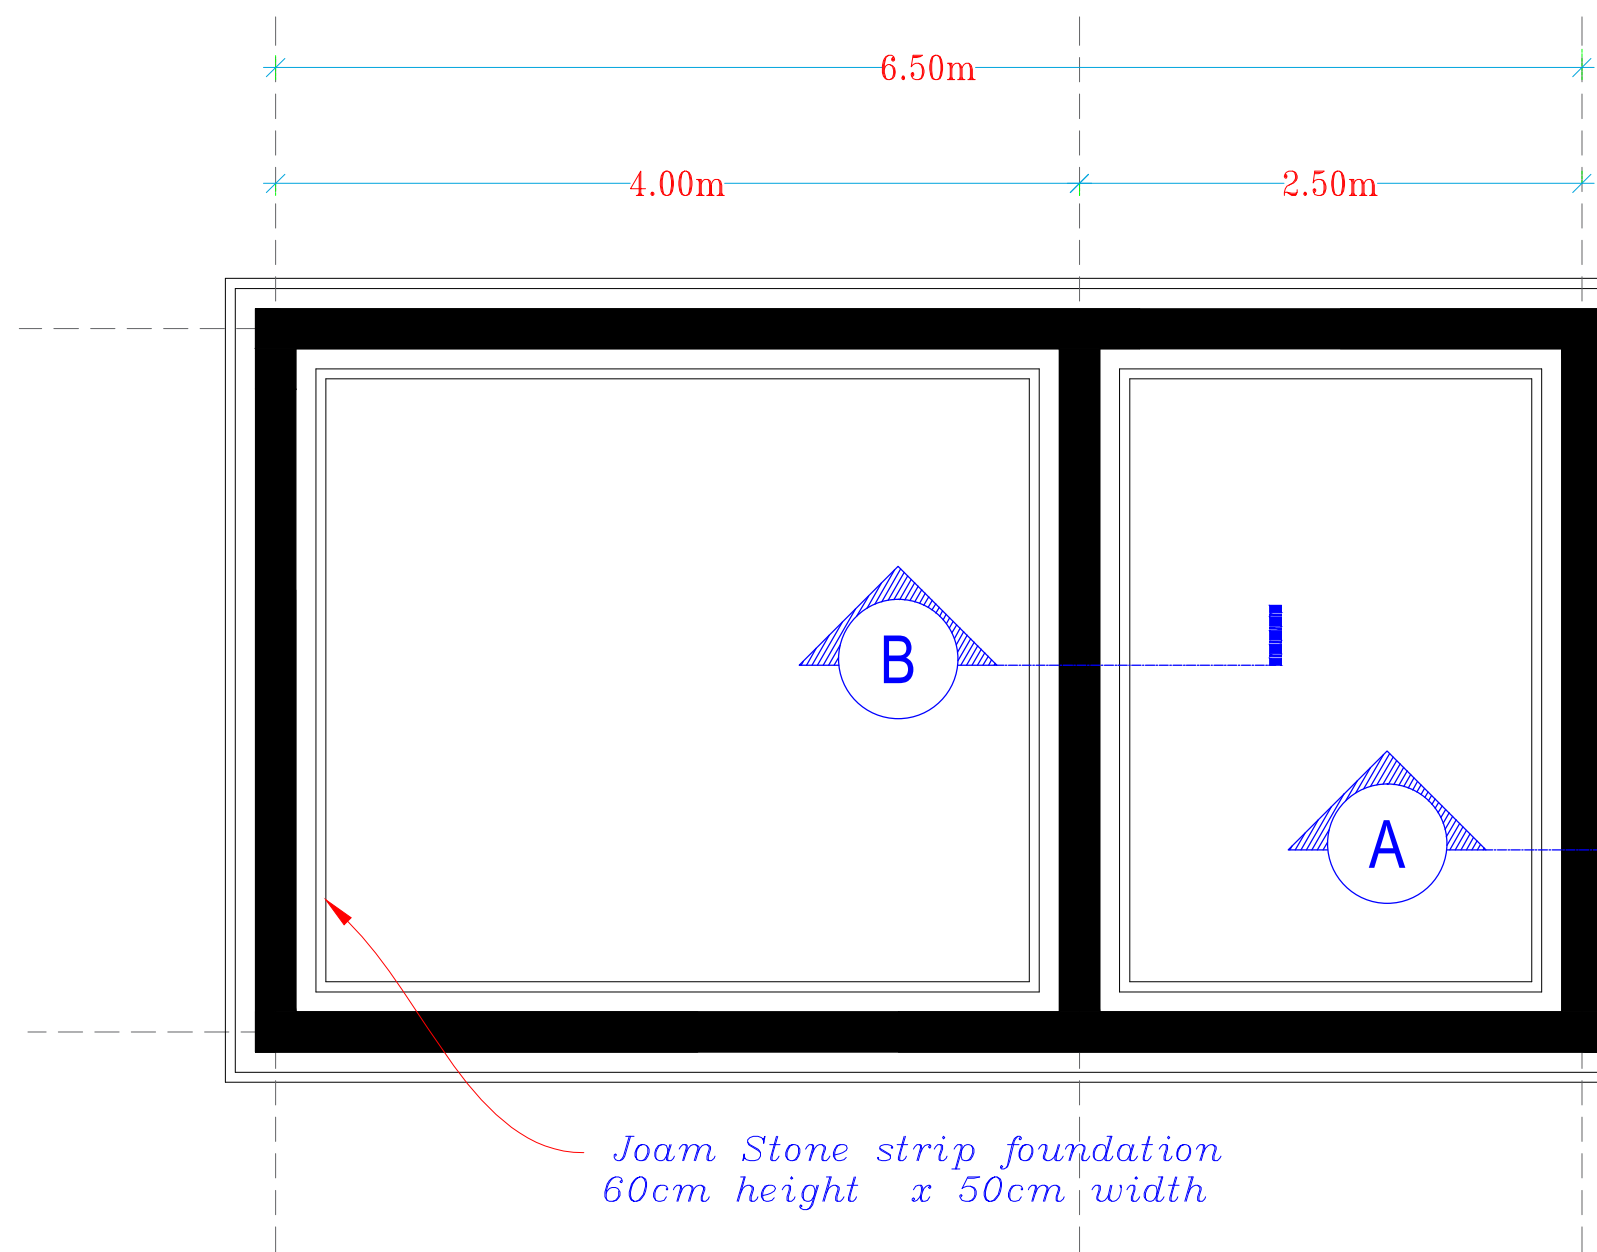 6.50m
4.00m 2.50m
B
A
Joam Stone strip foundation
60cm height x 50cm width